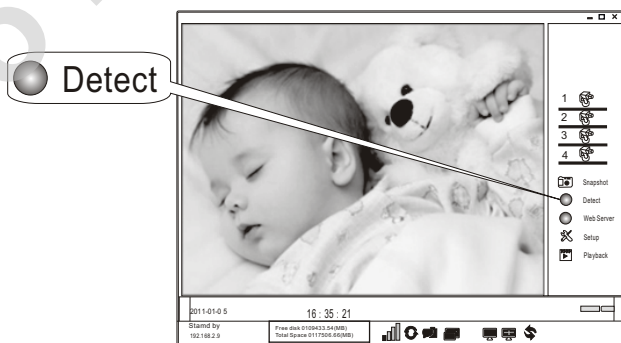 Detect
1
2
3
4
Snapshot
Detect
Web Server
Setup
Playback
2011-01-0 5
16 : 35 : 21
Stamd by
192.168.2.9
Free disk 0109433.54(MB)
Total Space 0117506.66(MB)